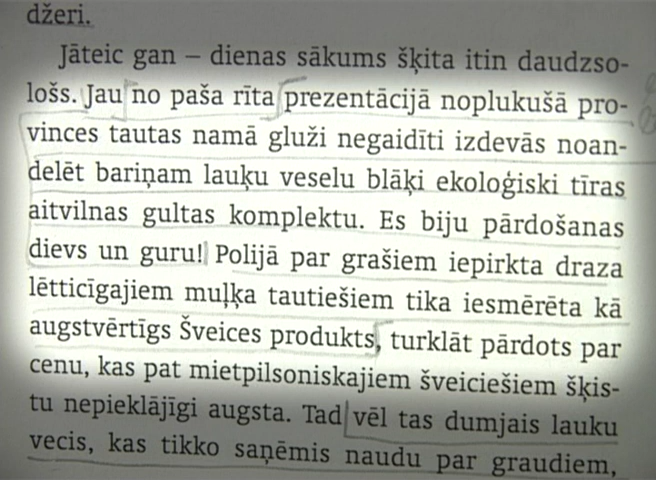 džeri.
Jāteic gan – dienas sākums šķita itin daudzso-
lošs. Jau no paša rīta prezentācijā noplukušā pro-
vinces tautas namā gluži negaidīti izdevās noan-
delēt bariņam lauķu veselu blāķi ekoloģiski tīras
aitvilnas gultas komplektu. Es biju pārdošanas
dievs un guru! Polijā par grašiem iepirkta draza
lētticīgajiem muļķa tautiešiem tika iesmērēta kā
augstvērtīgs Šveices produkts, turklāt pārdots par
cenu, kas pat mietpilsoniskajiem šveiciešiem šķis-
tu nepieklājīgi augsta. Tad vēl tas dumjais lauku
vecis, kas tikko saņēmis naudu par graudiem,